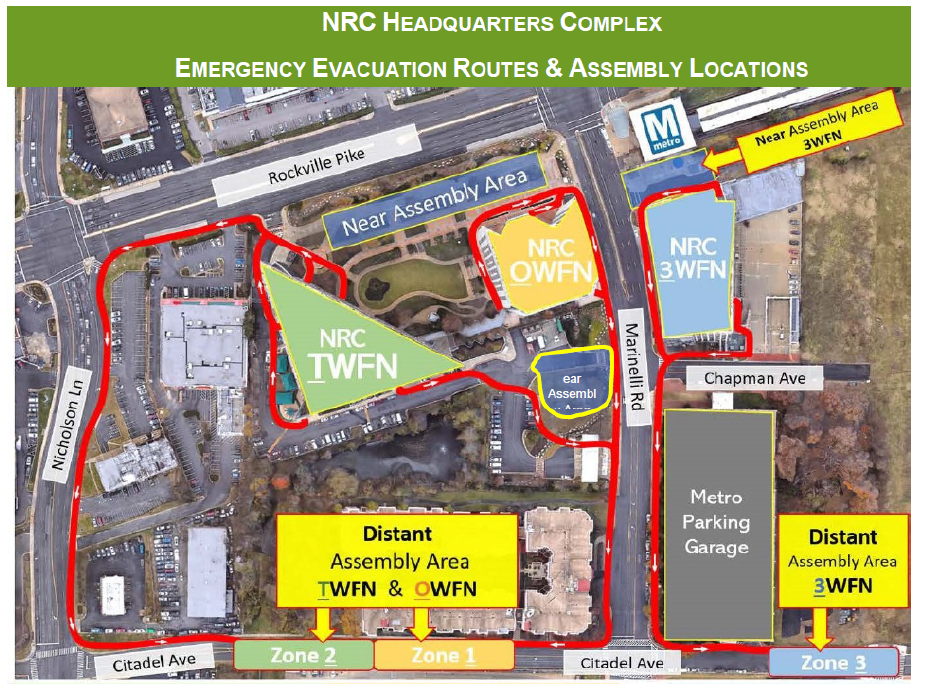 NRC HEADQUARTERS COMPLEX
EMERGENCY EVACUATION ROUTES & ASSEMBLY LOCATIONS
M
metro
Near Assembly Area
3WFN
Rockville Pike
Near Assembly Area
NRC
OWFN
NRC
3WFN
NRC
TWFN
Marinelli Rd
Chapman Ave
ear
Assembl
Nicholson Ln
Metro
Parking
Garage
Distant
Assembly Area
TWFN & OWFN
Distant
Assembly Area
3WFN
Citadel Ave
Zone 2
Zone 1
Citadel Ave
Zone 3